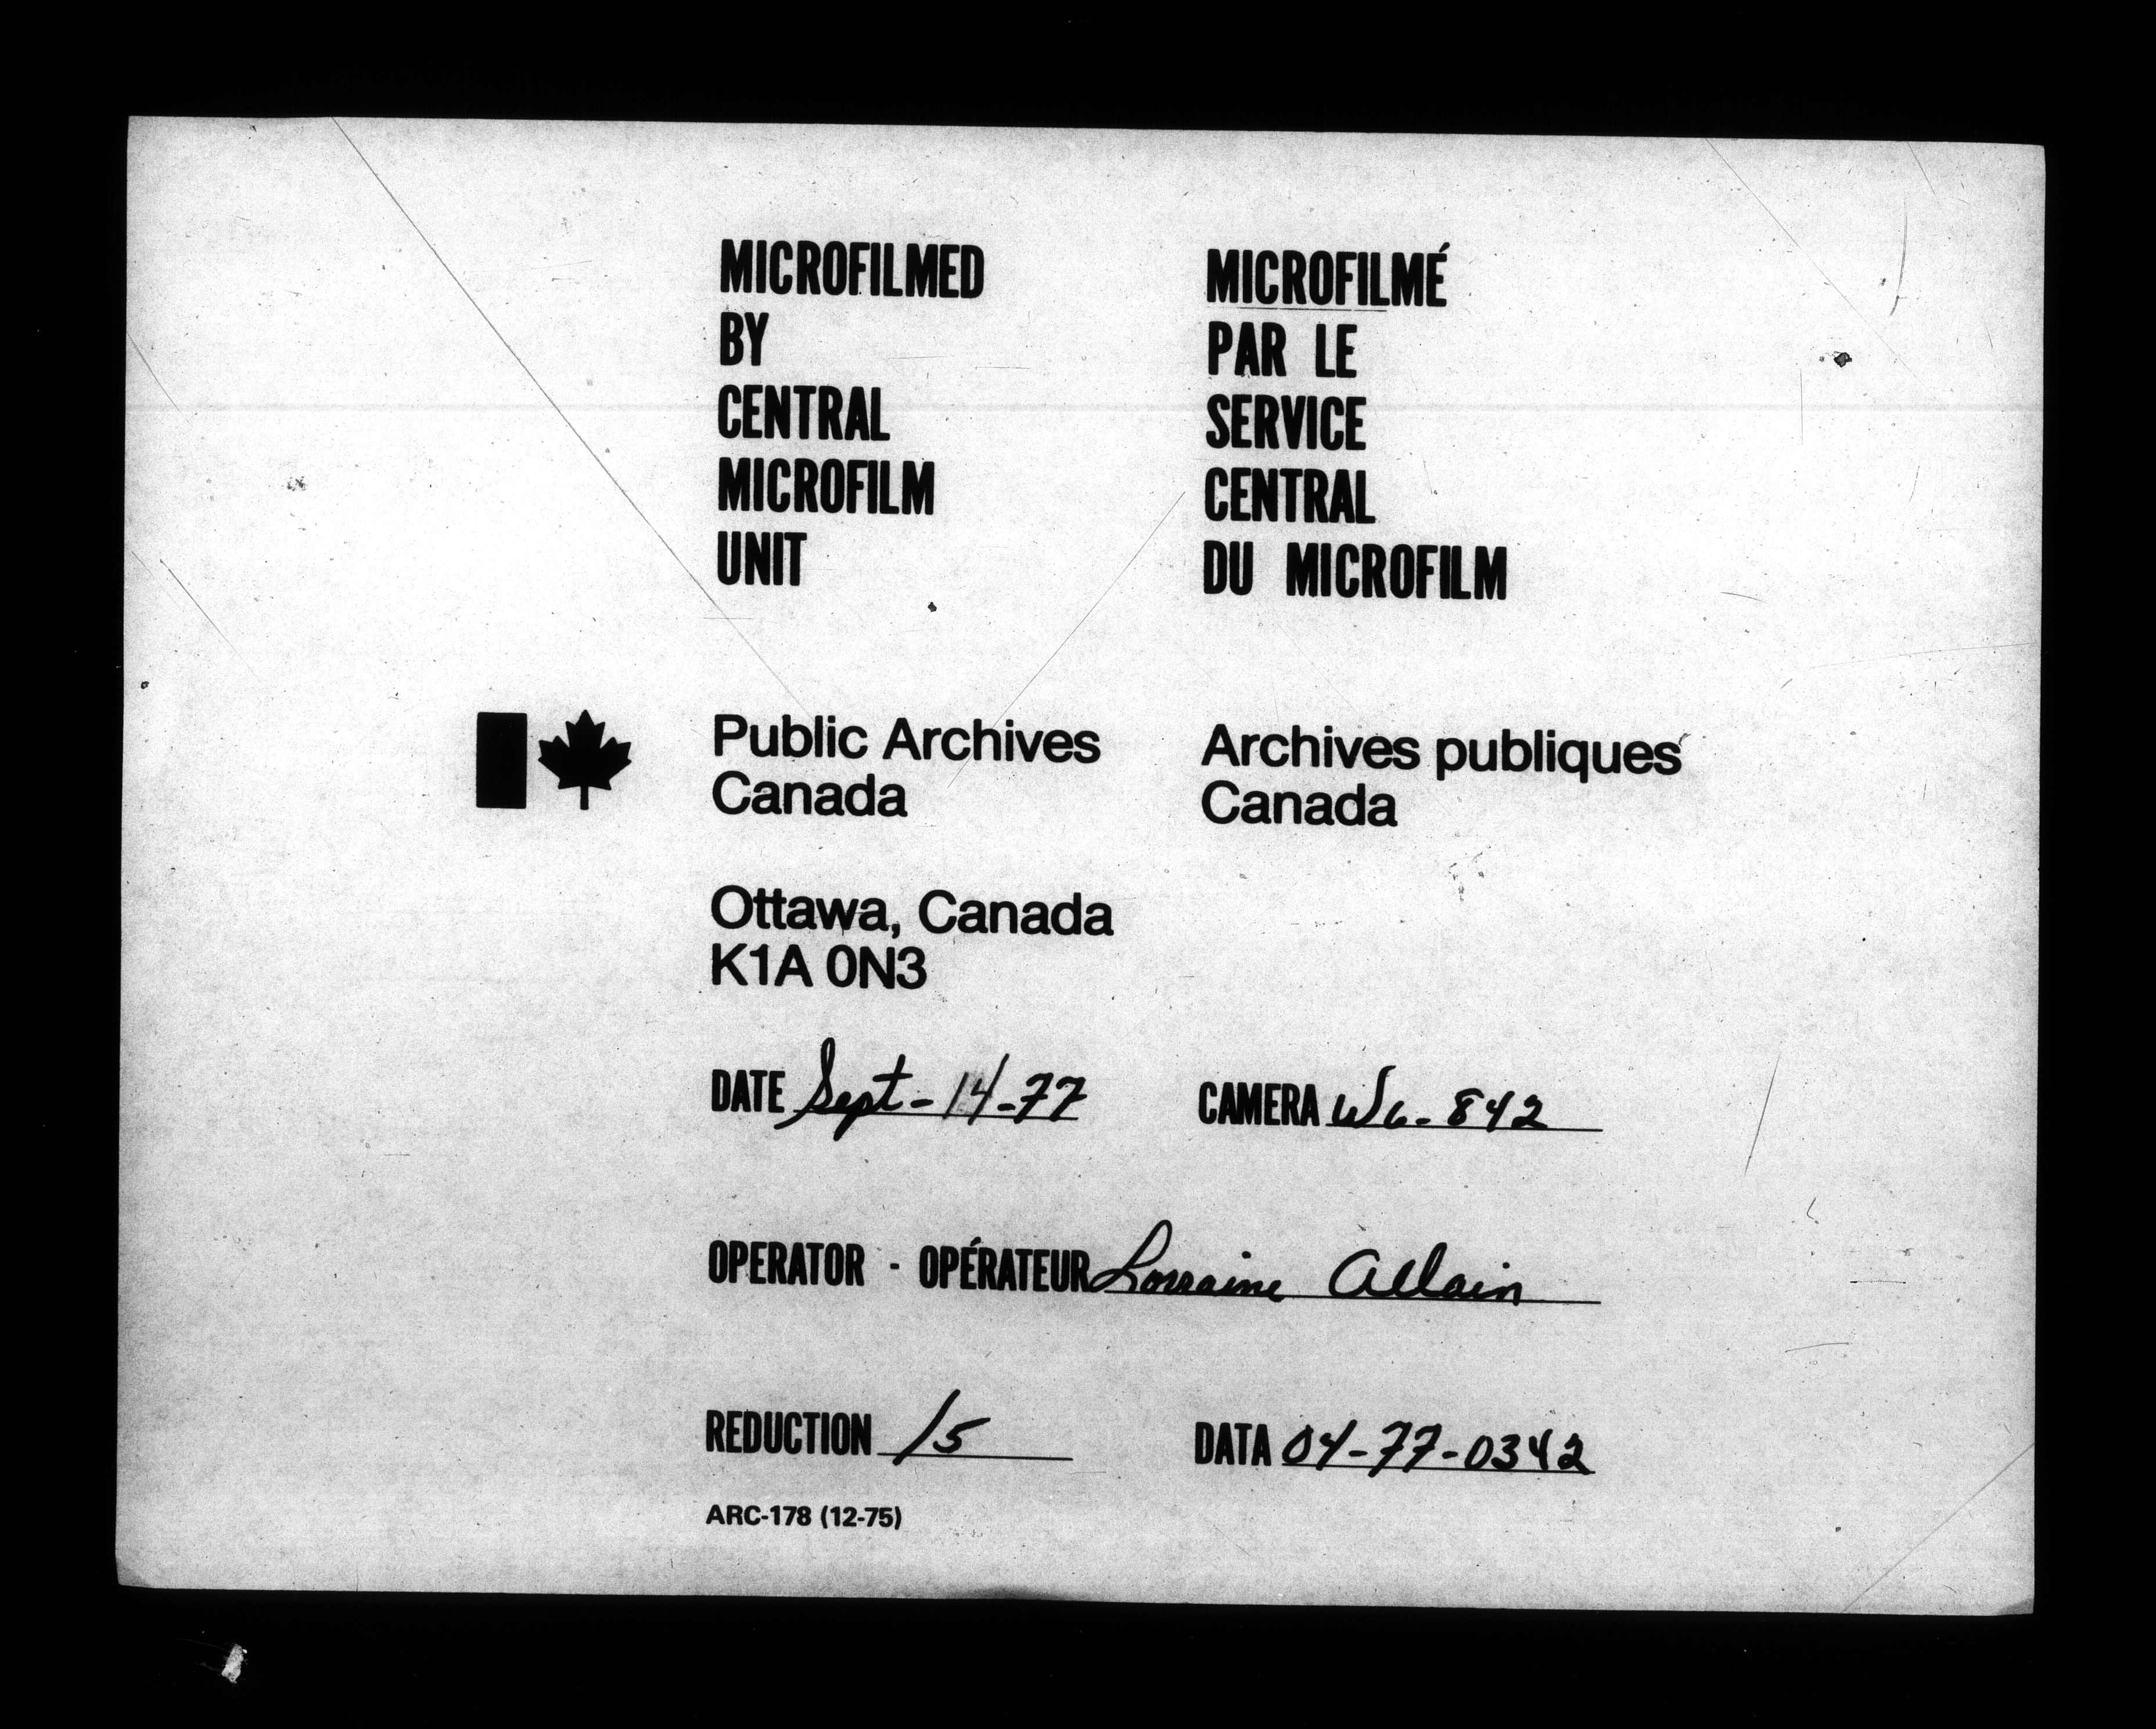 MICROFILMED
BY
CENTRAL
MICROFILM
UNIT
MICROFILMÉ
PAR LE
SERVICE
CENTRAL
DU MICROFILM
Public Archives
Canada
Archives publiques
Canada
Ottawa, Canada
K1A 0N3
DATE Sept-14-77
CAMERA W6-842
OPERATOR - OPÉRATEUR Lorraine Allain
REDUCTION 15
DATA 04-77-0342
ARC-178 (12-75)